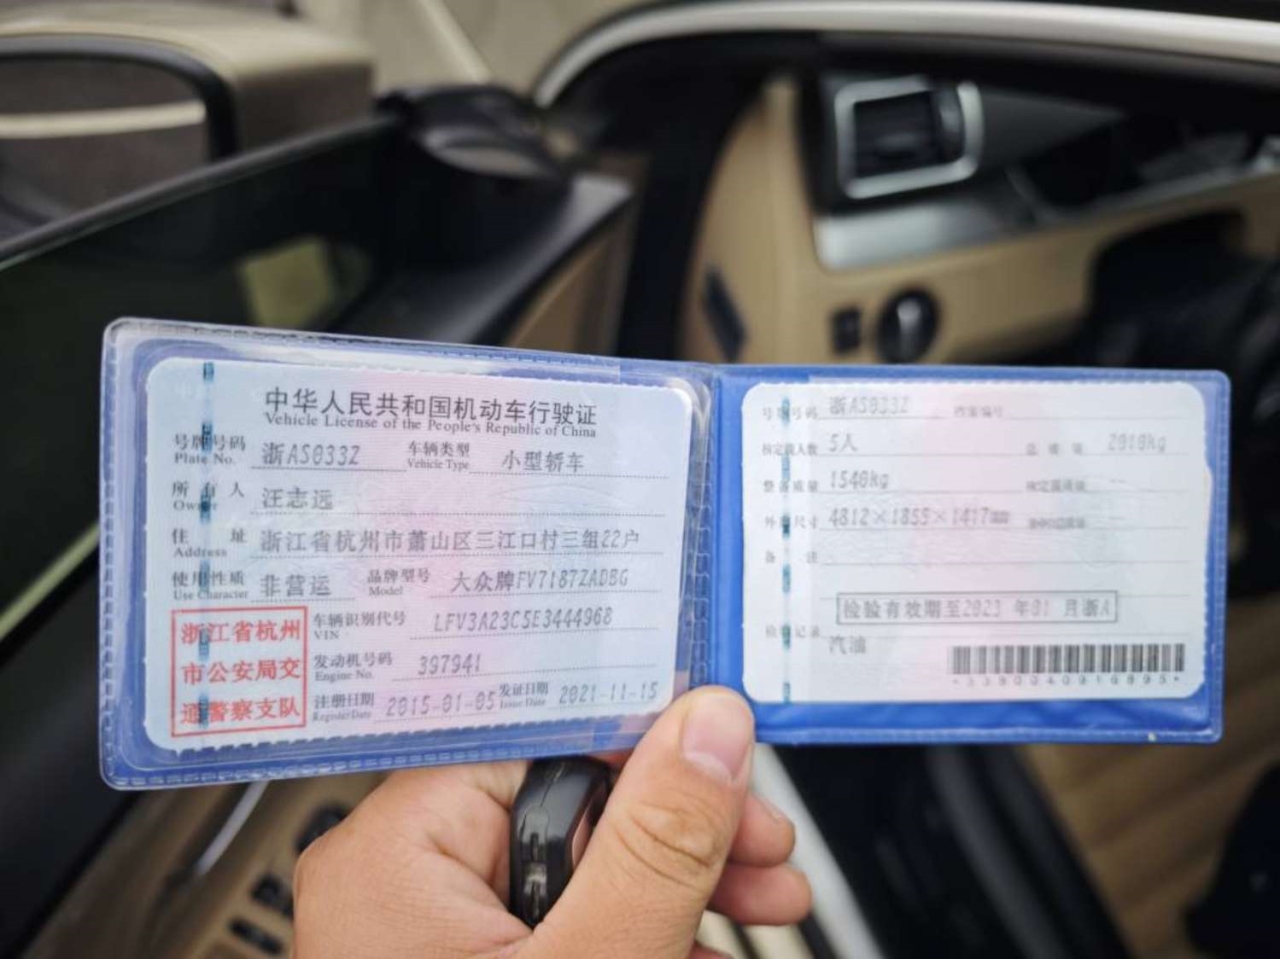 中华人民共和国机动车行驶证
Vehicle License of the People's Republic of China
号牌号码 浙AS033Z 车辆类型 小型轿车
Plate No. Vehicle Type
所有人 汪志远
Owner
住址 浙江省杭州市萧山区三江口村三组22户
Address
使用性质 非营运 品牌型号 大众牌FV7187ZADBG
Use Character Model
浙江省杭州
市公安局交
通警察支队
车辆识别代号 LFV3A23C5E3444968
VIN
发动机号码 397941
Engine No.
注册日期 2015-01-05 发证日期 2021-11-15
Register Date Issue Date
号牌号码 浙AS033Z 档案编号
核定载人数 5人 总质量 2010kg
整备质量 1540kg 核定载质量
外廓尺寸 4812×1855×1417
备注
检验有效期至2023年01月浙A
检验记录
汽油